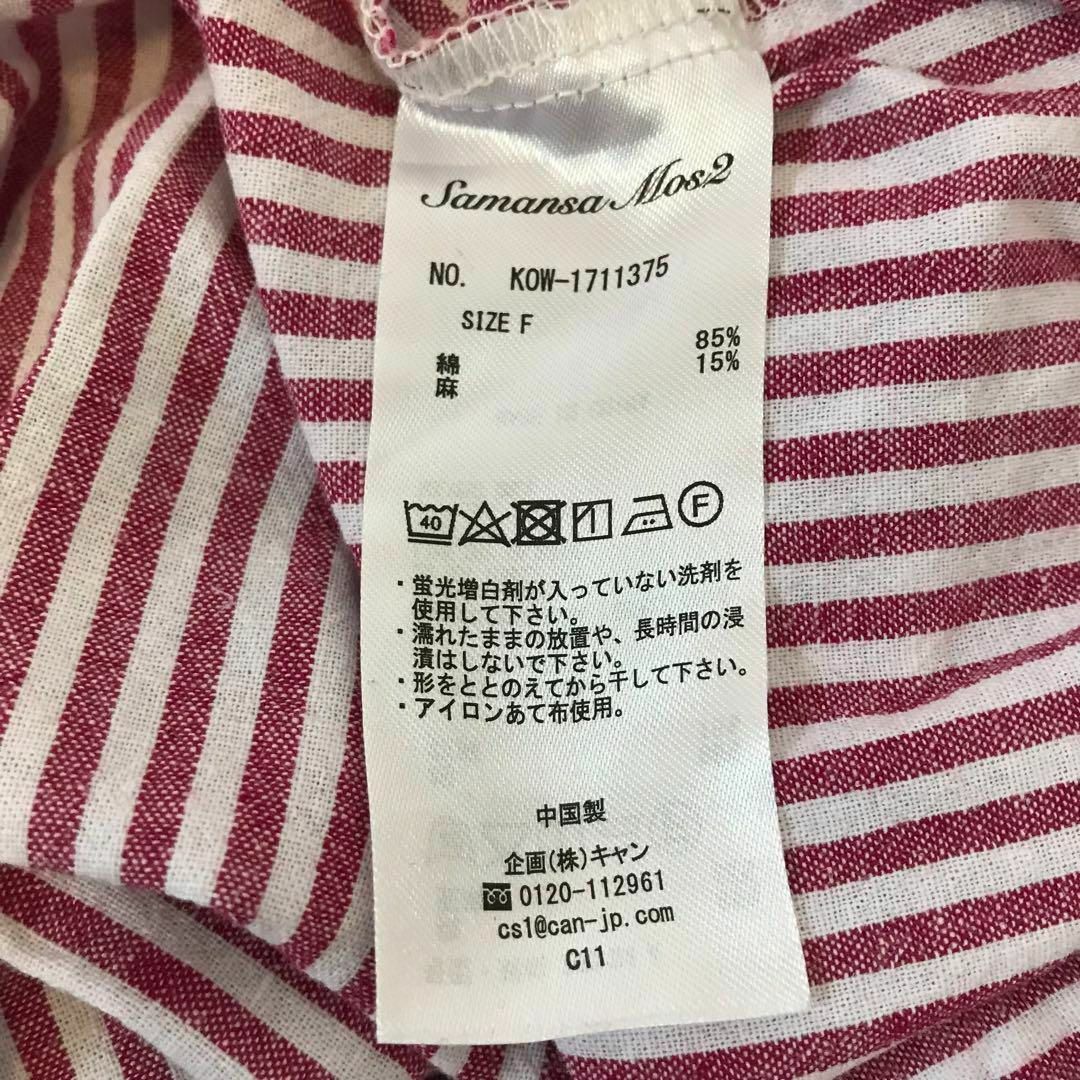 Samansa Mos2
NO. KOW-1711375
SIZE F
綿 85%
麻 15%
40 F
・蛍光増白剤が入っていない洗剤を
使用して下さい。
・濡れたままの放置や、長時間の浸
漬はしないで下さい。
・形をととのえてから干して下さい。
・アイロンあて布使用。
中国製
企画(株)キャン
0120-112961
cs1@can-jp.com
C11